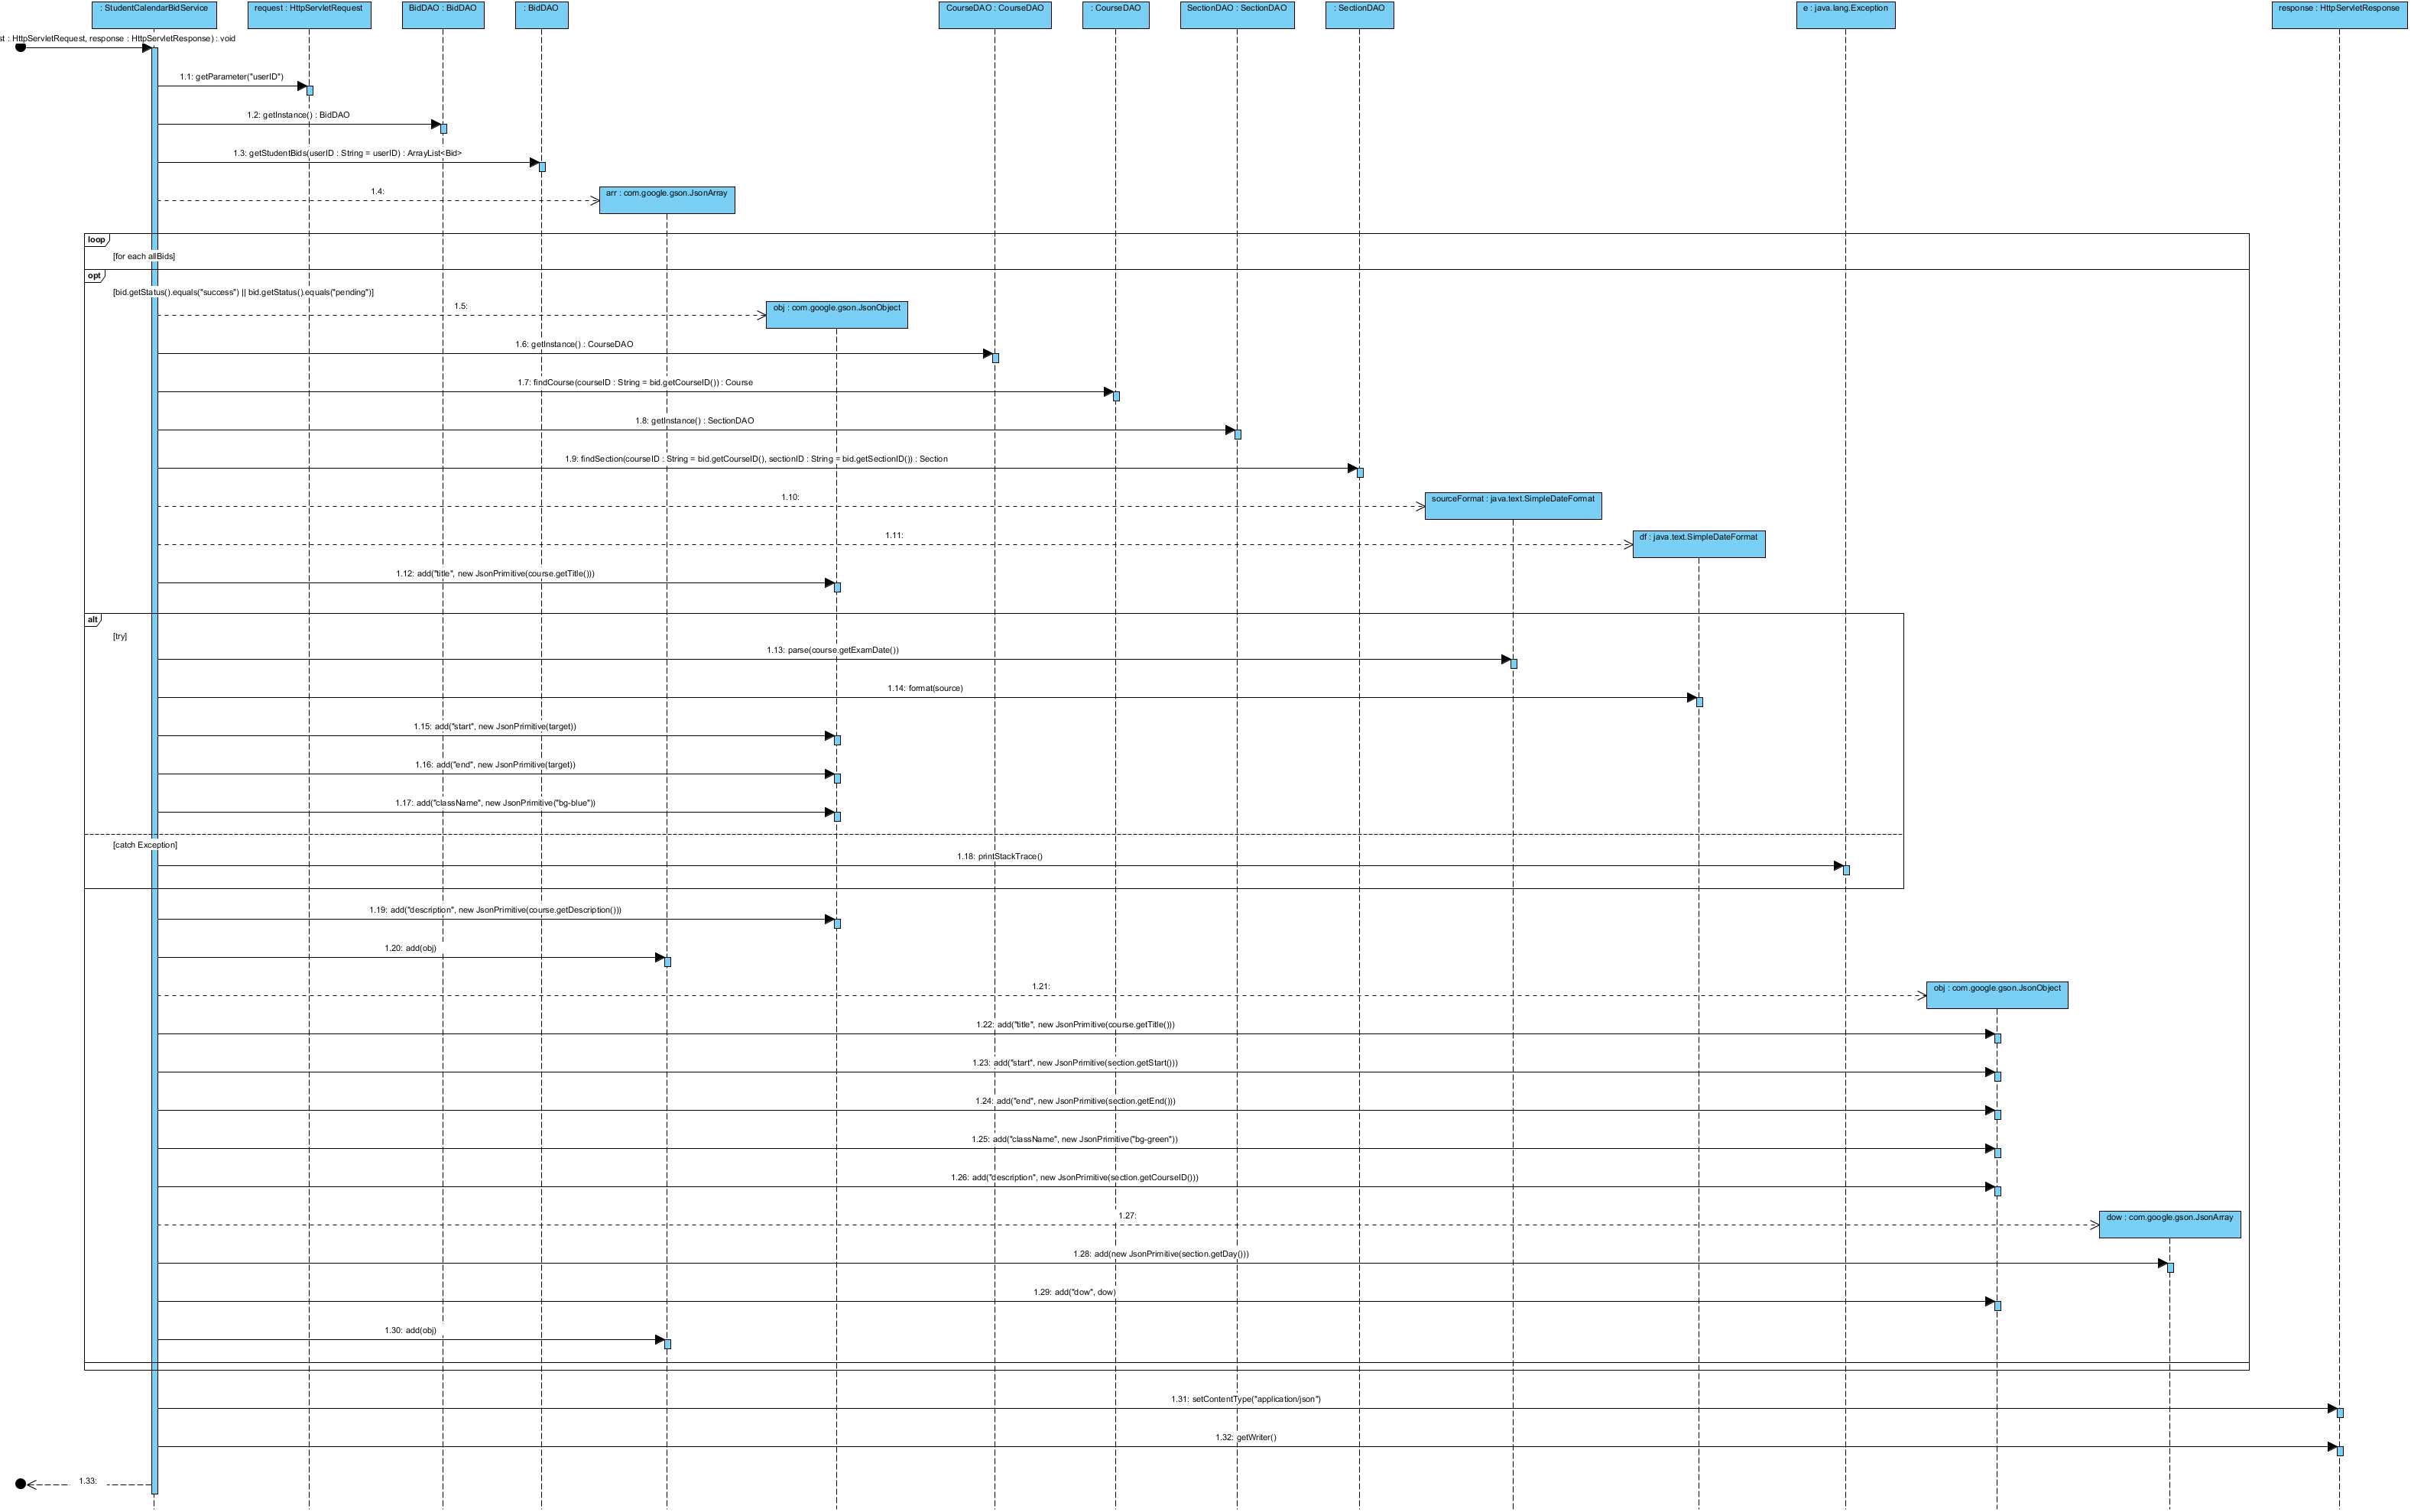 : StudentCalendarBidService
request : HttpServletRequest
BidDAO : BidDAO
: BidDAO
CourseDAO : CourseDAO
: CourseDAO
SectionDAO : SectionDAO
: SectionDAO
e : java.lang.Exception
response : HttpServletResponse
st : HttpServletRequest, response : HttpServletResponse) : void
1.1: getParameter("userID")
1.2: getInstance() : BidDAO
1.3: getStudentBids(userID : String = userID) : ArrayList<Bid>
1.4:
arr : com.google.gson.JsonArray
loop
[for each allBids]
opt
[bid.getStatus().equals("success") || bid.getStatus().equals("pending")]
1.5:
obj : com.google.gson.JsonObject
1.6: getInstance() : CourseDAO
1.7: findCourse(courseID : String = bid.getCourseID()) : Course
1.8: getInstance() : SectionDAO
1.9: findSection(courseID : String = bid.getCourseID(), sectionID : String = bid.getSectionID()) : Section
1.10:
sourceFormat : java.text.SimpleDateFormat
1.11:
df : java.text.SimpleDateFormat
1.12: add("title", new JsonPrimitive(course.getTitle()))
alt
[try]
1.13: parse(course.getExamDate())
1.14: format(source)
1.15: add("start", new JsonPrimitive(target))
1.16: add("end", new JsonPrimitive(target))
1.17: add("className", new JsonPrimitive("bg-blue"))
[catch Exception]
1.18: printStackTrace()
1.19: add("description", new JsonPrimitive(course.getDescription()))
1.20: add(obj)
1.21:
obj : com.google.gson.JsonObject
1.22: add("title", new JsonPrimitive(course.getTitle()))
1.23: add("start", new JsonPrimitive(section.getStart()))
1.24: add("end", new JsonPrimitive(section.getEnd()))
1.25: add("className", new JsonPrimitive("bg-green"))
1.26: add("description", new JsonPrimitive(section.getCourseID()))
1.27:
dow : com.google.gson.JsonArray
1.28: add(new JsonPrimitive(section.getDay()))
1.29: add("dow", dow)
1.30: add(obj)
1.31: setContentType("application/json")
1.32: getWriter()
1.33: